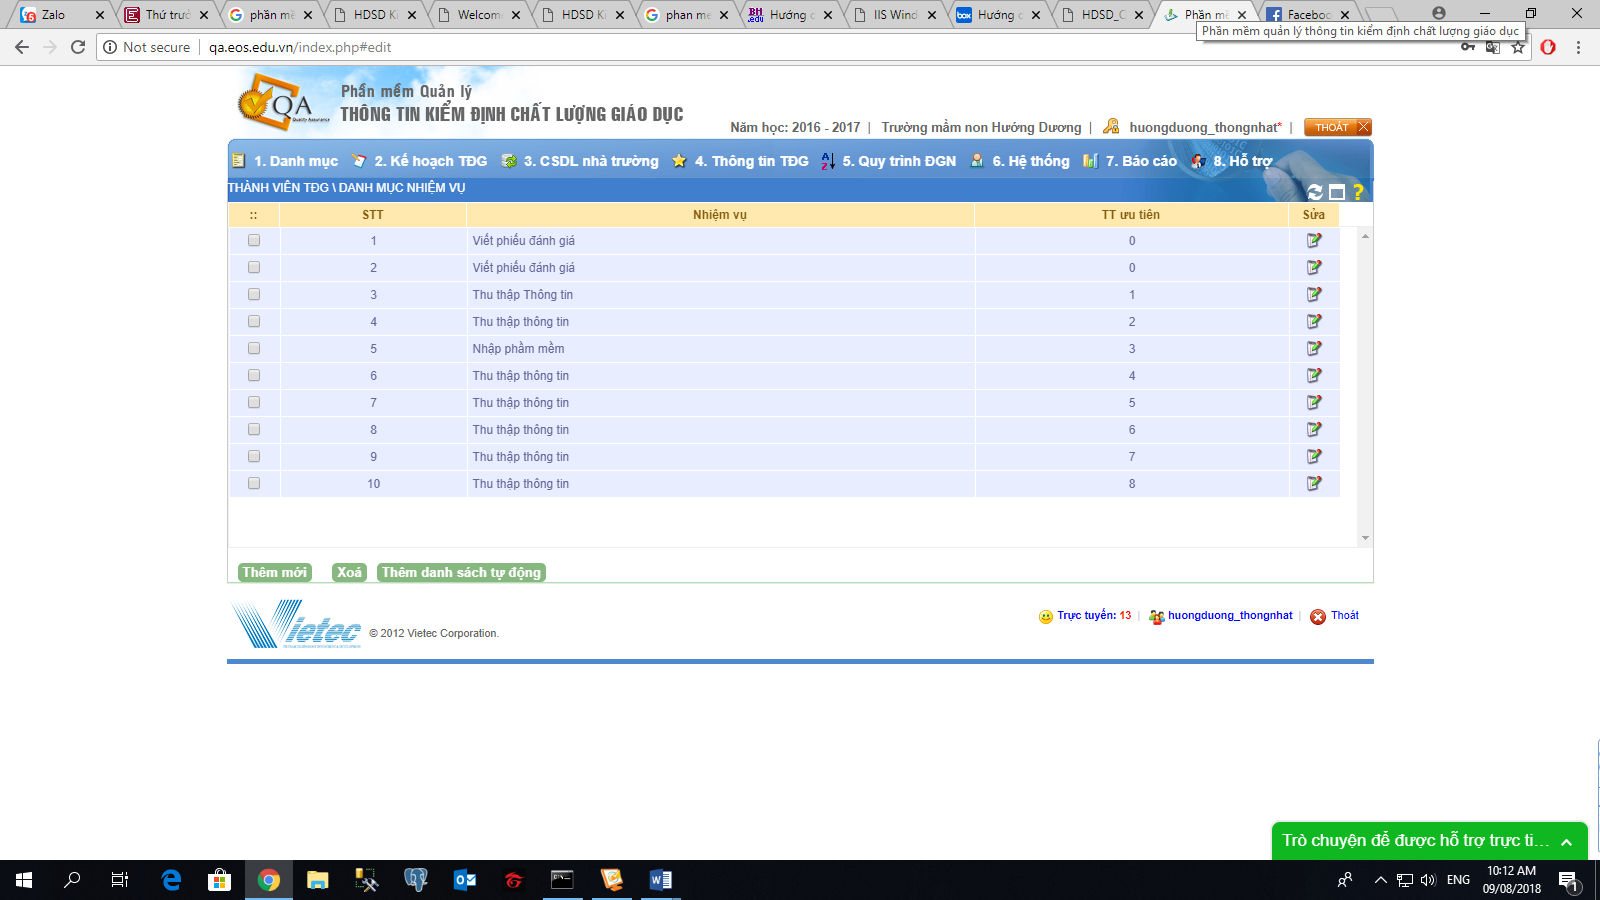 Zalo
Thứ trưở
phần mề
HDSD Ki
Welcome
HDSD Ki
phan me
BH .edu Hướng d
IIS Wind
box Hướng d
HDSD_C
Phần mề
Faceboo
Phần mềm quản lý thông tin kiểm định chất lượng giáo dục
Not secure qa.eos.edu.vn/index.php#edit
QA
Quality Assurance
Phần mềm Quản lý
THÔNG TIN KIỂM ĐỊNH CHẤT LƯỢNG GIÁO DỤC
Năm học: 2016 - 2017 | Trường mầm non Hướng Dương | huongduong_thongnhat* | THOÁT
1. Danh mục 2. Kế hoạch TĐG 3. CSDL nhà trường 4. Thông tin TĐG 5. Quy trình ĐGN 6. Hệ thống 7. Báo cáo 8. Hỗ trợ
THÀNH VIÊN TĐG \ DANH MỤC NHIỆM VỤ
:: STT Nhiệm vụ TT ưu tiên Sửa
1 Viết phiếu đánh giá 0
2 Viết phiếu đánh giá 0
3 Thu thập Thông tin 1
4 Thu thập thông tin 2
5 Nhập phầm mềm 3
6 Thu thập thông tin 4
7 Thu thập thông tin 5
8 Thu thập thông tin 6
9 Thu thập thông tin 7
10 Thu thập thông tin 8
Thêm mới Xoá Thêm danh sách tự động
Vietec © 2012 Vietec Corporation.
Trực tuyến: 13 | huongduong_thongnhat | Thoát
Trò chuyện để được hỗ trợ trực ti...
ENG
10:12 AM
09/08/2018
1